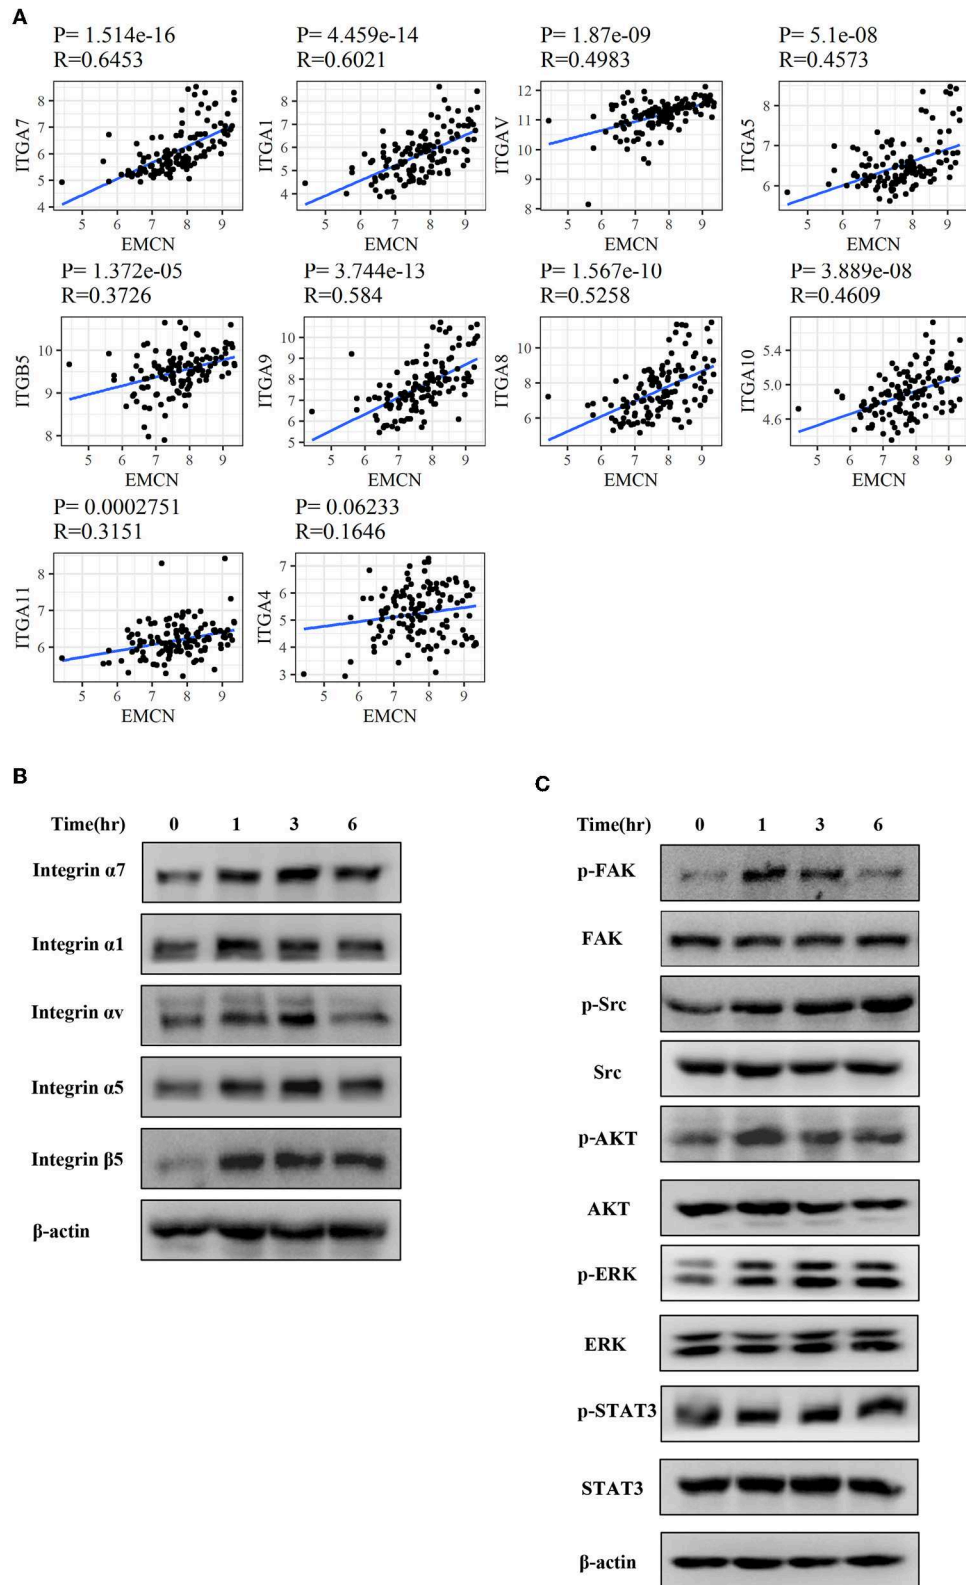 A
P= 1.514e-16
R=0.6453
ITGA7
8
7
6
5
4
5 6 7 8 9
EMCN
P= 4.459e-14
R=0.6021
ITGA1
8
7
6
5
4
5 6 7 8 9
EMCN
P= 1.87e-09
R=0.4983
ITGAV
12
11
10
9
8
5 6 7 8 9
EMCN
P= 5.1e-08
R=0.4573
ITGA5
8
7
6
5 6 7 8 9
EMCN
P= 1.372e-05
R=0.3726
ITGB5
10
9
8
5 6 7 8 9
EMCN
P= 3.744e-13
R=0.584
ITGA9
10
9
8
7
6
5
5 6 7 8 9
EMCN
P= 1.567e-10
R=0.5258
ITGA8
10
8
6
5 6 7 8 9
EMCN
P= 3.889e-08
R=0.4609
ITGA10
5.4
5.0
4.6
5 6 7 8 9
EMCN
P= 0.0002751
R=0.3151
ITGA11
8
7
6
5 6 7 8 9
EMCN
P= 0.06233
R=0.1646
ITGA4
7
6
5
4
3
5 6 7 8 9
EMCN
B
Time(hr) 0 1 3 6
Integrin α7
Integrin α1
Integrin αv
Integrin α5
Integrin β5
β-actin
C
Time(hr) 0 1 3 6
p-FAK
FAK
p-Src
Src
p-AKT
AKT
p-ERK
ERK
p-STAT3
STAT3
β-actin